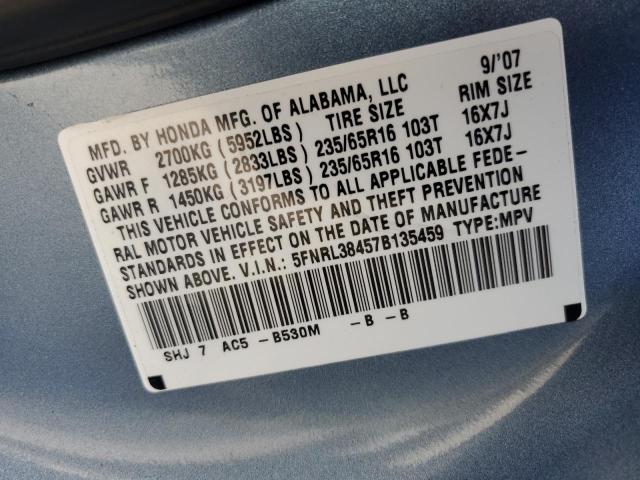 MFD. BY HONDA MFG. OF ALABAMA, LLC 9/'07
GVWR 2700KG (5952LBS) TIRE SIZE RIM SIZE
GAWR F 1285KG (2833LBS) 235/65R16 103T 16X7J
GAWR R 1450KG (3197LBS) 235/65R16 103T 16X7J
THIS VEHICLE CONFORMS TO ALL APPLICABLE FEDE-
RAL MOTOR VEHICLE SAFETY AND THEFT PREVENTION
STANDARDS IN EFFECT ON THE DATE OF MANUFACTURE
SHOWN ABOVE. V.I.N.: 5FNRL38457B135459 TYPE:MPV
SHJ 7 AC5 -B530M -B -B